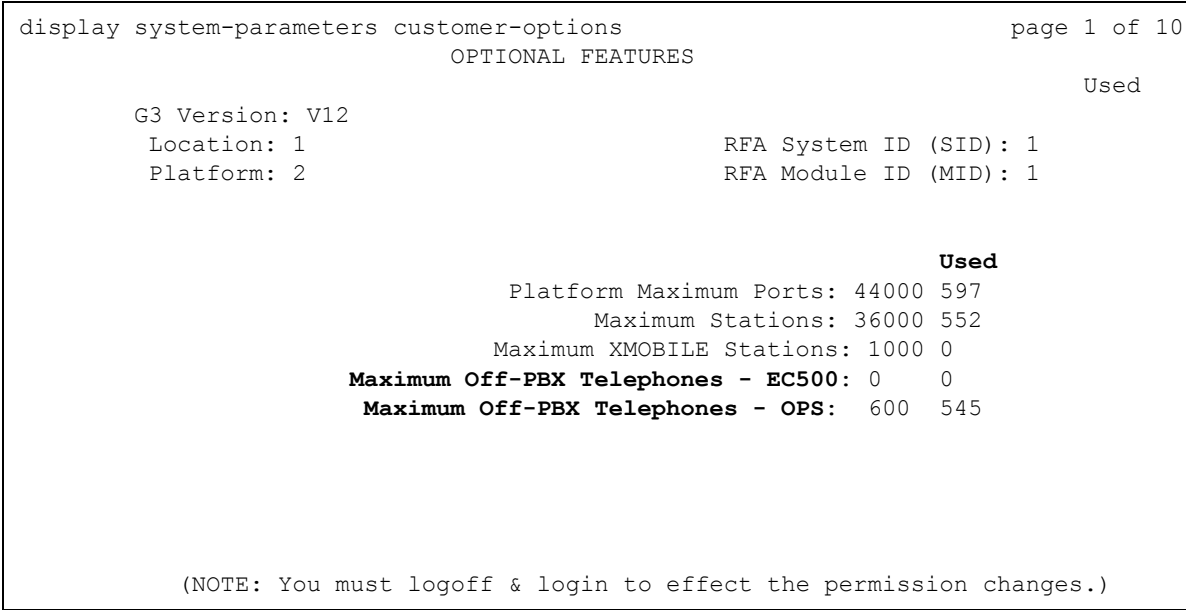 display system-parameters customer-options page 1 of 10
OPTIONAL FEATURES
Used
G3 Version: V12
Location: 1 RFA System ID (SID): 1
Platform: 2 RFA Module ID (MID): 1
Used
Platform Maximum Ports: 44000 597
Maximum Stations: 36000 552
Maximum XMOBILE Stations: 1000 0
Maximum Off-PBX Telephones - EC500: 0 0
Maximum Off-PBX Telephones - OPS: 600 545
(NOTE: You must logoff & login to effect the permission changes.)